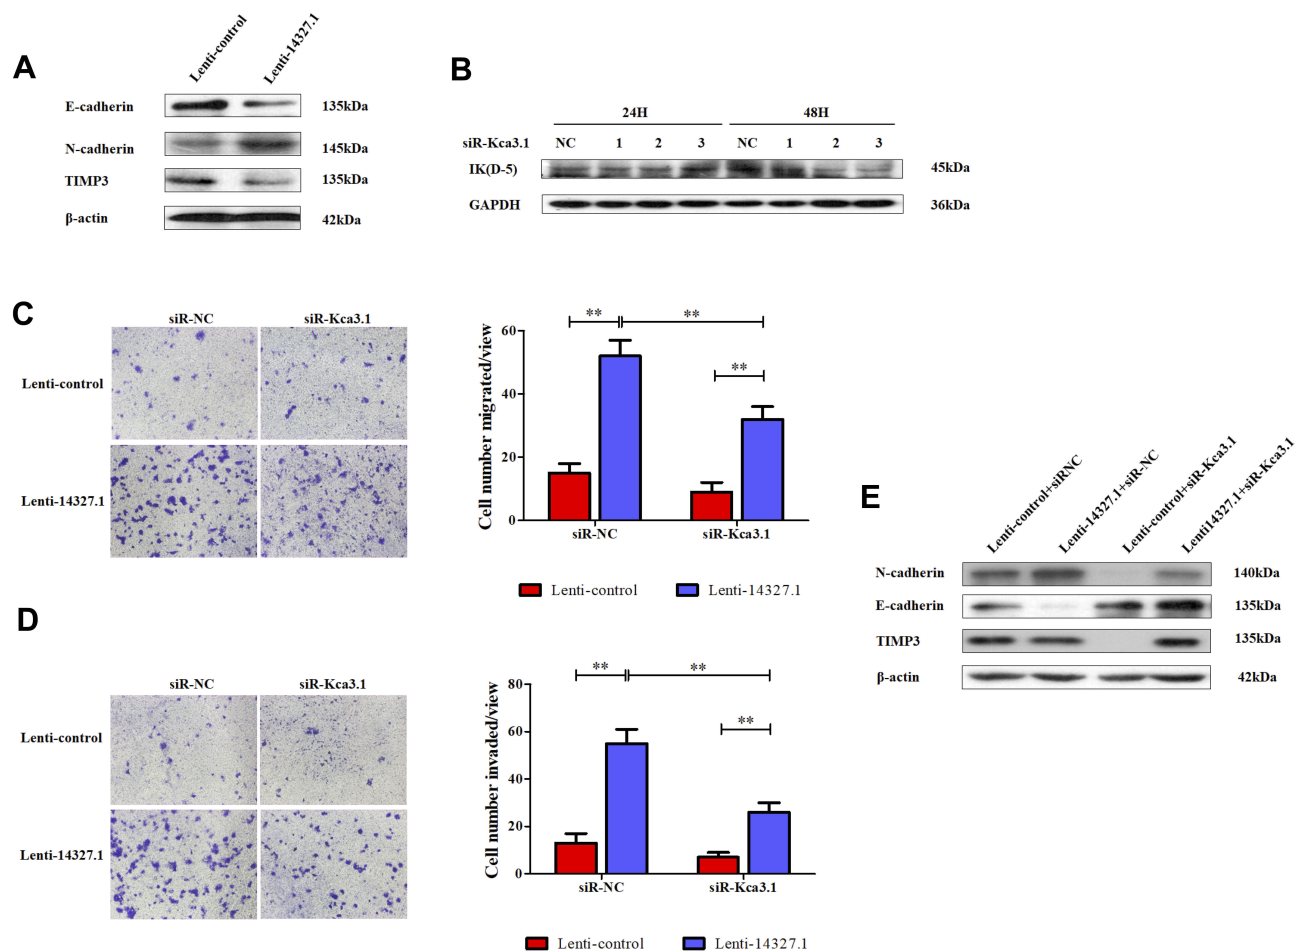 A
Lenti-control
Lenti-14327.1
E-cadherin 135kDa
N-cadherin 145kDa
TIMP3 135kDa
β-actin 42kDa
B
24H 48H
siR-Kca3.1 NC 1 2 3 NC 1 2 3
IK(D-5) 45kDa
GAPDH 36kDa
C
siR-NC siR-Kca3.1
Lenti-control
Lenti-14327.1
Cell number migrated/view
60
40
20
0
** ** **
siR-NC siR-Kca3.1
Lenti-control Lenti-14327.1
D
siR-NC siR-Kca3.1
Lenti-control
Lenti-14327.1
Cell number invaded/view
80
60
40
20
0
** ** **
siR-NC siR-Kca3.1
Lenti-control Lenti-14327.1
E
Lenti-control+siRNC
Lenti-14327.1+siR-NC
Lenti-control+siR-Kca3.1
Lenti14327.1+siR-Kca3.1
N-cadherin 140kDa
E-cadherin 135kDa
TIMP3 135kDa
β-actin 42kDa